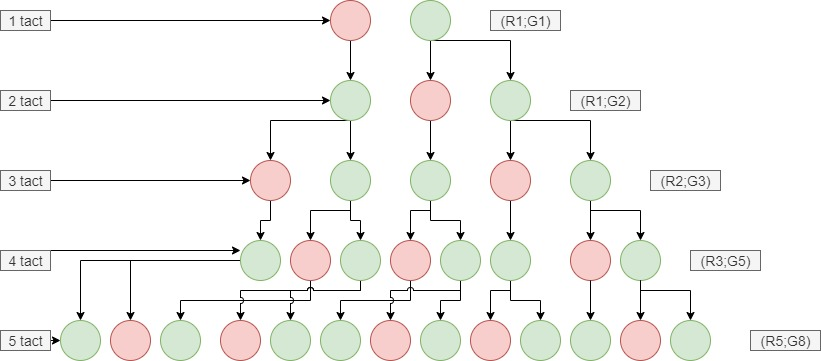 1 tact
(R1;G1)
2 tact
(R1;G2)
3 tact
(R2;G3)
4 tact
(R3;G5)
5 tact
(R5;G8)